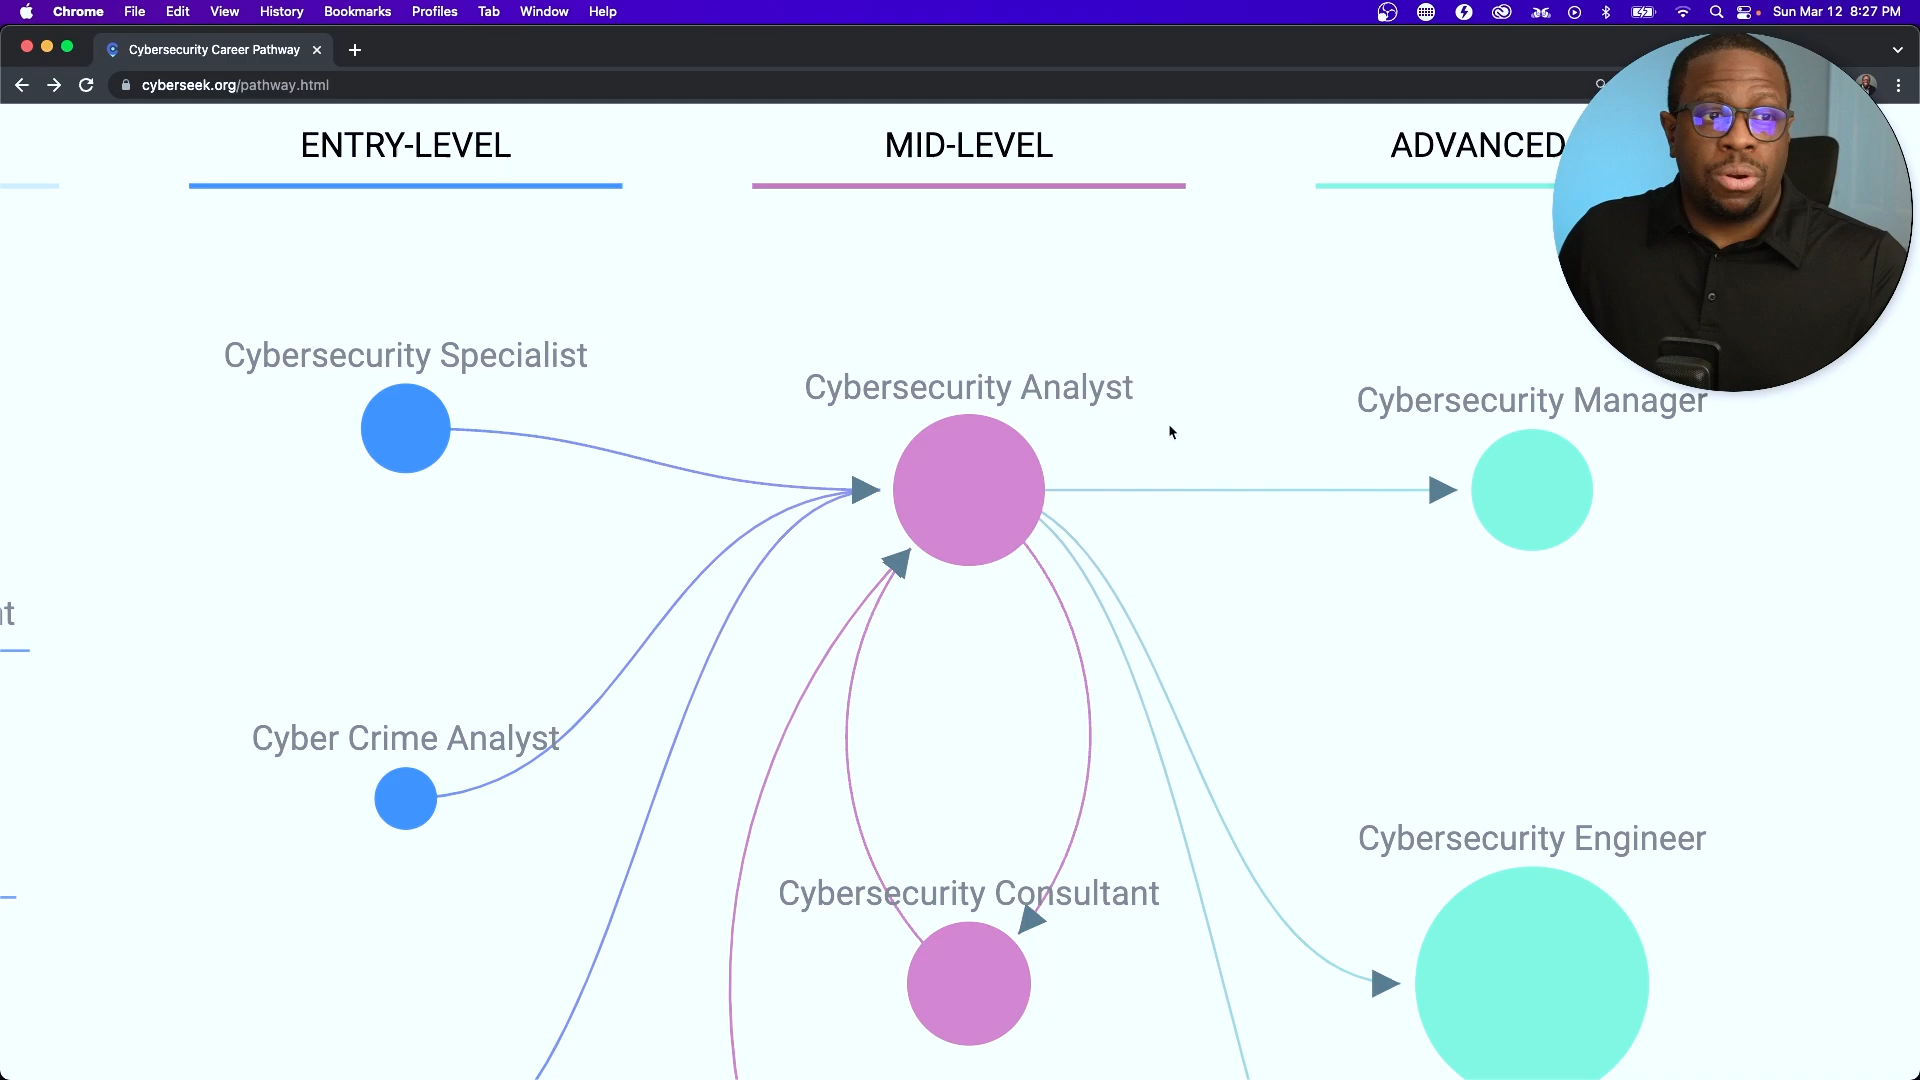 Chrome File Edit View History Bookmarks Profiles Tab Window Help Sun Mar 12 8:27 PM
Cybersecurity Career Pathway
cyberseek.org/pathway.html
ENTRY-LEVEL MID-LEVEL ADVANCED
Cybersecurity Specialist
Cybersecurity Analyst
Cybersecurity Manager
Cyber Crime Analyst
Cybersecurity Engineer
Cybersecurity Consultant